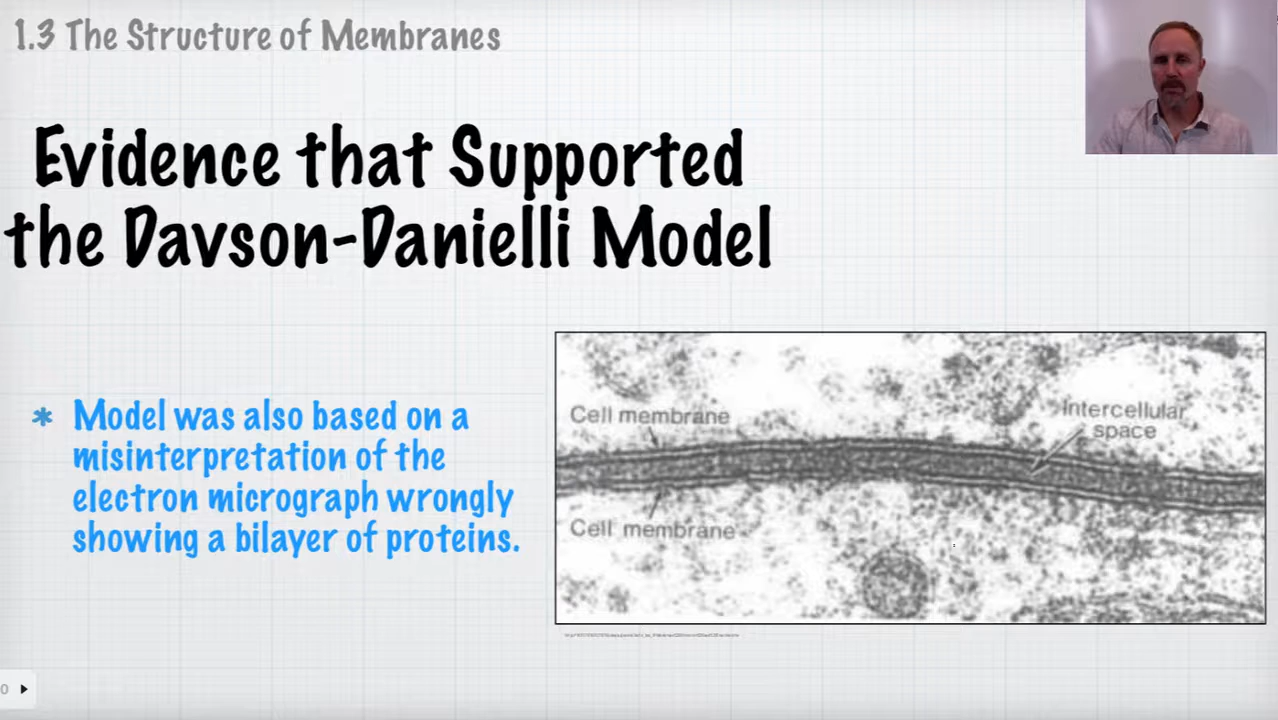 1.3 The Structure of Membranes
Evidence that Supported
the Davson-Danielli Model
* Model was also based on a
misinterpretation of the
electron micrograph wrongly
showing a bilayer of proteins.
Cell membrane
Intercellular
space
Cell membrane
0